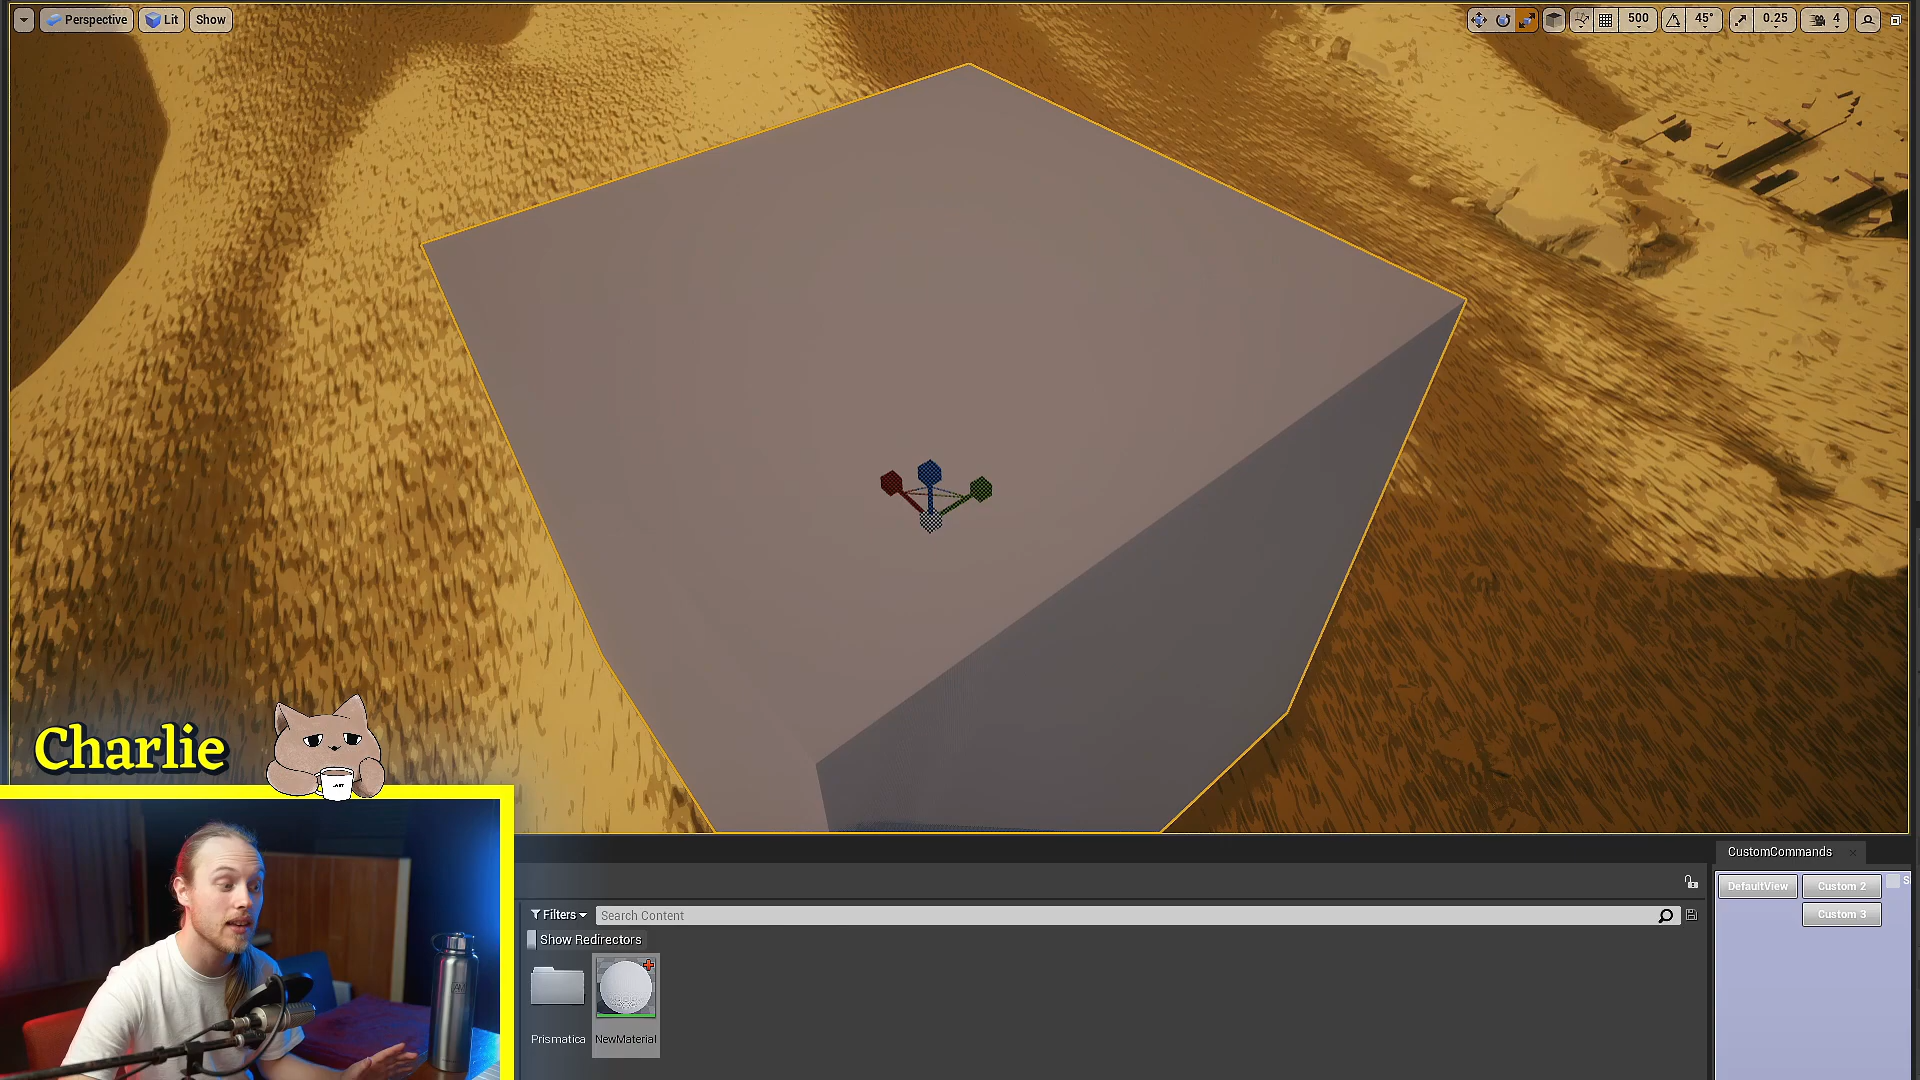 Perspective Lit Show
500 45° 0.25 4
Charlie
CustomCommands
DefaultView Custom 2 S
Custom 3
Filters Search Content
Show Redirectors
Prismatica NewMaterial